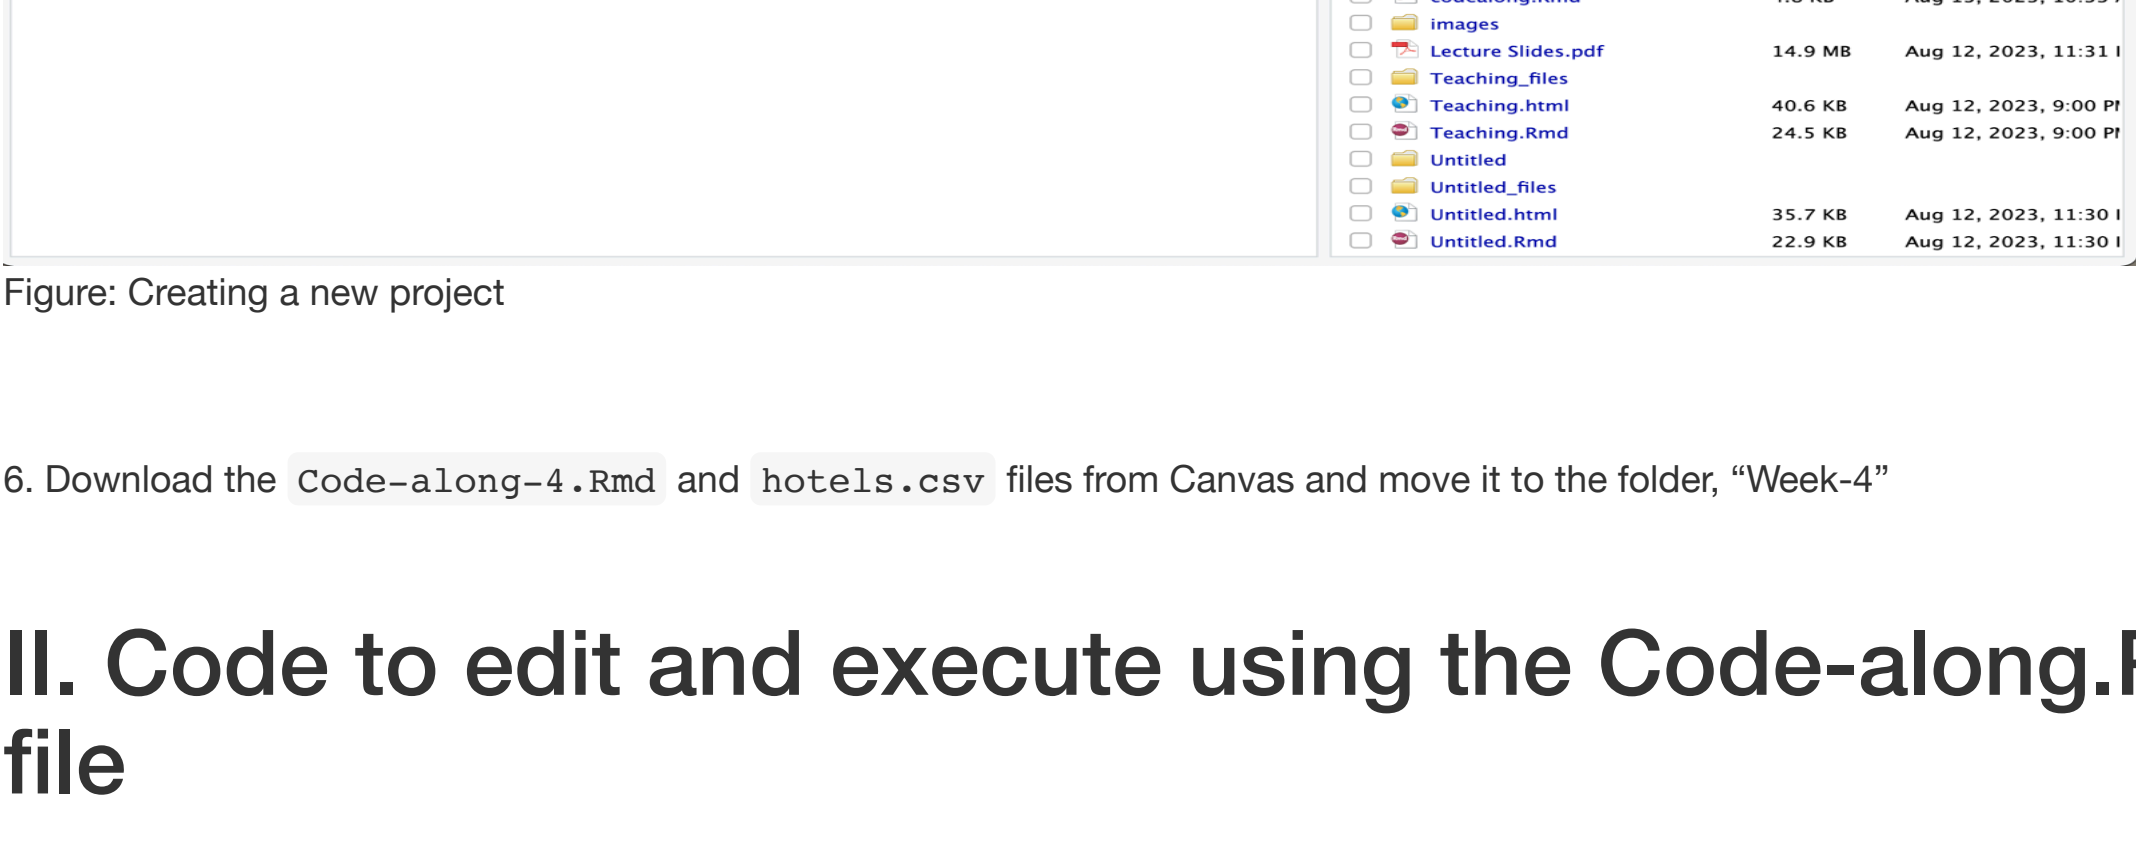 images
Lecture Slides.pdf 14.9 MB Aug 12, 2023, 11:31
Teaching_files
Teaching.html 40.6 KB Aug 12, 2023, 9:00
Teaching.Rmd 24.5 KB Aug 12, 2023, 9:00
Untitled
Untitled_files
Untitled.html 35.7 KB Aug 12, 2023, 11:30
Untitled.Rmd 22.9 KB Aug 12, 2023, 11:30
Figure: Creating a new project
6. Download the Code-along-4.Rmd and hotels.csv files from Canvas and move it to the folder, “Week-4”
II. Code to edit and execute using the Code-along.
file